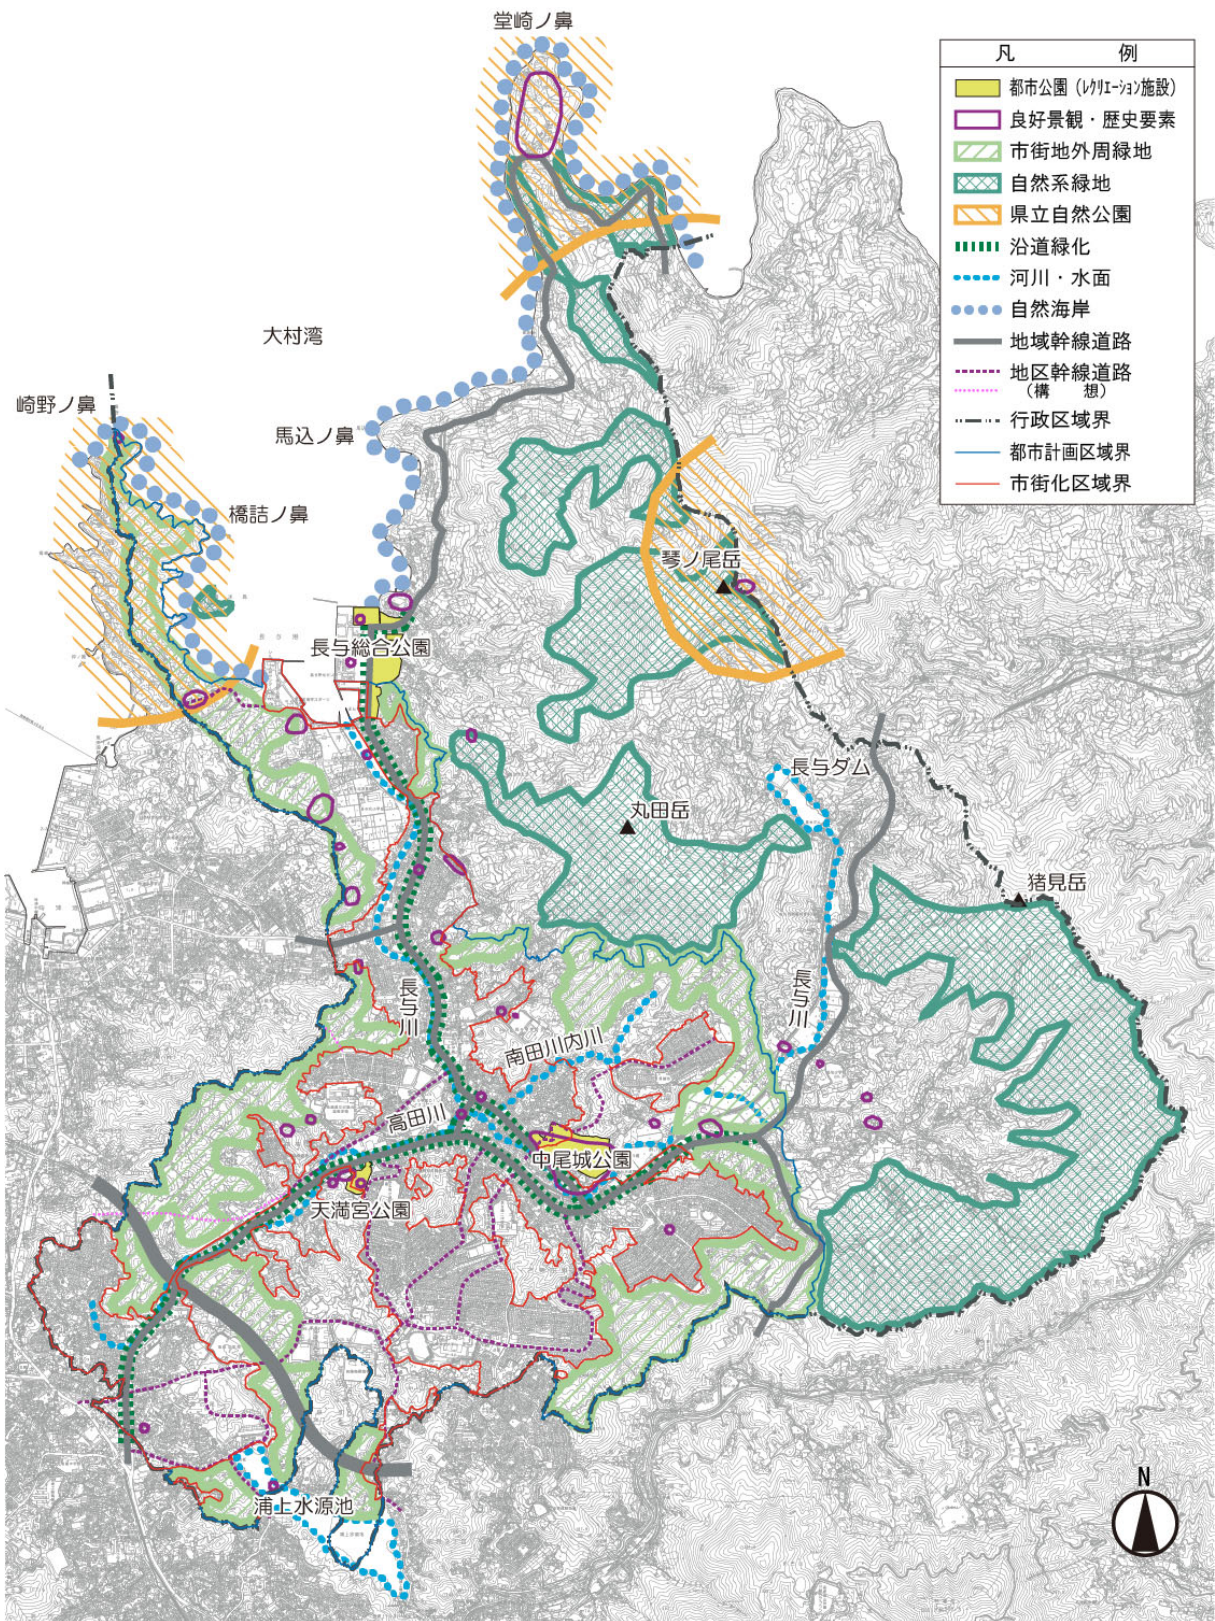 堂崎ノ鼻
凡 例
都市公園（ﾚｸﾘｴｰｼｮﾝ施設）
良好景観・歴史要素
市街地外周緑地
自然系緑地
県立自然公園
沿道緑化
河川・水面
自然海岸
地域幹線道路
地区幹線道路
（構 想）
行政区域界
都市計画区域界
市街化区域界
大村湾
崎野ノ鼻
馬込ノ鼻
橋詰ノ鼻
琴ノ尾岳
長与総合公園
長与ダム
丸田岳
猪見岳
長与川
長与川
南田川内川
高田川
中尾城公園
天満宮公園
浦上水源池
N